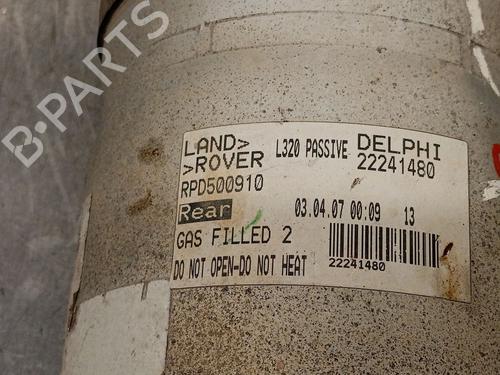 LAND> L320 PASSIVE DELPHI
>ROVER 22241480
RPD500910
Rear 03.04.07 00:09 13
GAS FILLED 2
22241480
DO NOT OPEN-DO NOT HEAT
B-PARTS